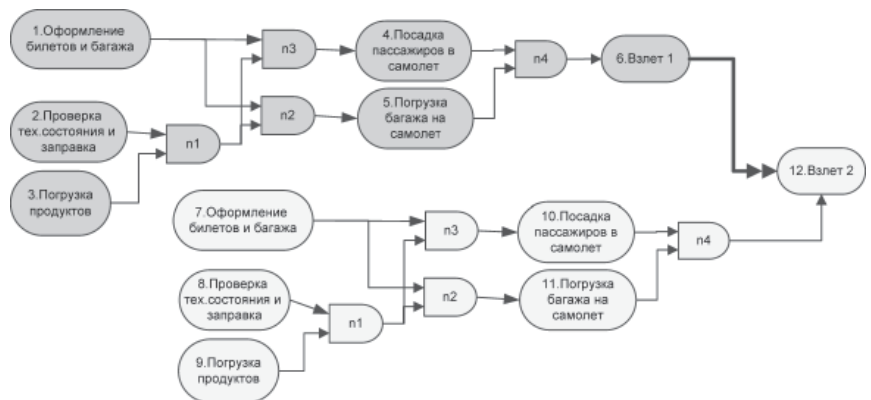 1.Оформление
билетов и багажа
n3
4.Посадка
пассажиров в
самолет
n4
6.Взлет 1
2.Проверка
тех.состояния и
заправка
n1
n2
5.Погрузка
багажа на
самолет
3.Погрузка
продуктов
12.Взлет 2
7.Оформление
билетов и багажа
n3
10.Посадка
пассажиров в
самолет
n4
8.Проверка
тех.состояния и
заправка
n1
n2
11.Погрузка
багажа на
самолет
9.Погрузка
продуктов